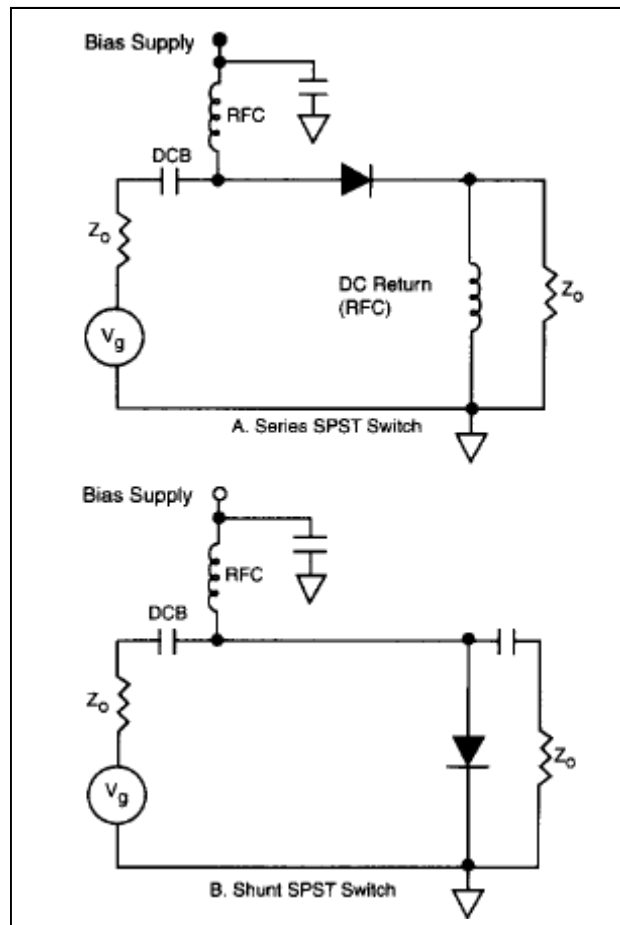 Bias Supply
RFC
DCB
Zo
Vg
DC Return
(RFC)
Zo
A. Series SPST Switch
Bias Supply
RFC
DCB
Zo
Vg
Zo
B. Shunt SPST Switch